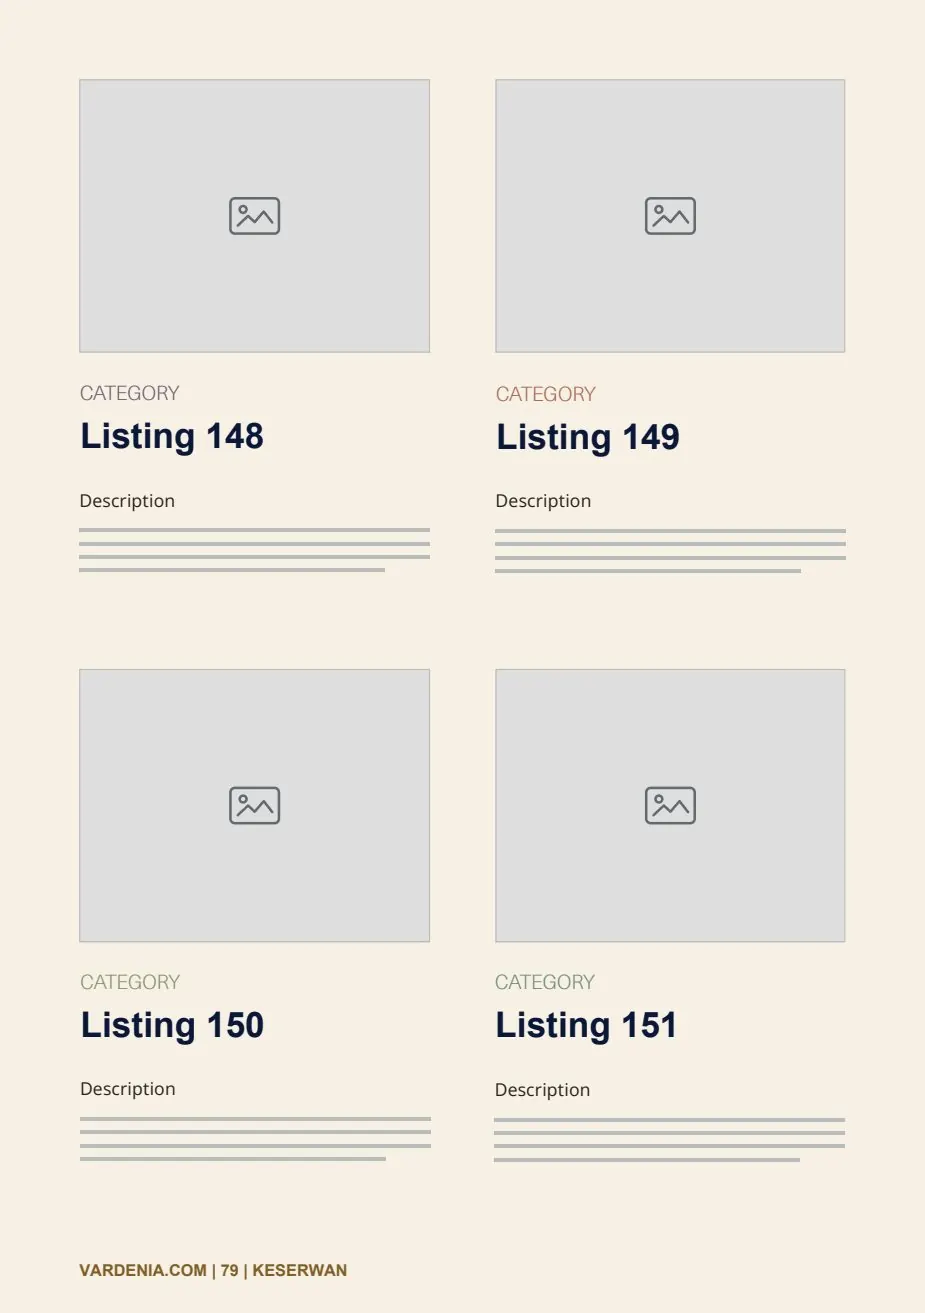 CATEGORY
Listing 148
Description
CATEGORY
Listing 149
Description
CATEGORY
Listing 150
Description
CATEGORY
Listing 151
Description
VARDENIA.COM | 79 | KESERWAN